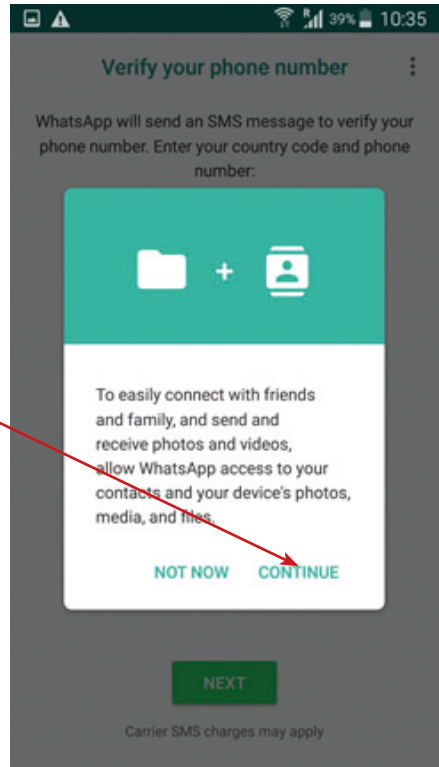 R 39% 10:35
Verify your phone number
WhatsApp will send an SMS message to verify your
phone number. Enter your country code and phone
number:
+
To easily connect with friends
and family, and send and
receive photos and videos,
allow WhatsApp access to your
contacts and your device's photos,
media, and files.
NOT NOW CONTINUE
NEXT
Carrier SMS charges may apply